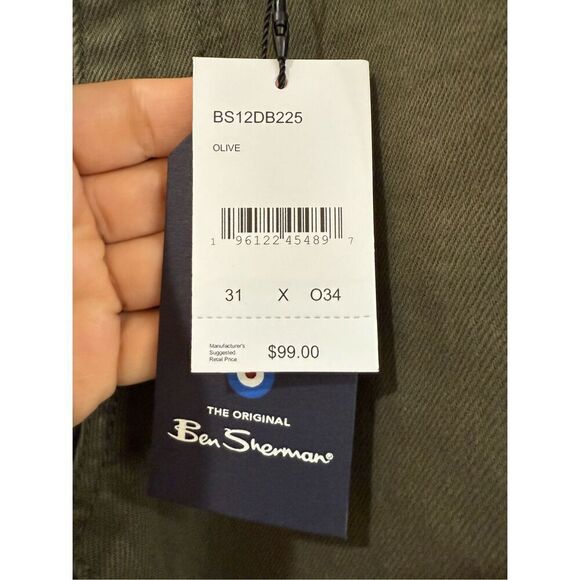 BS12DB225
OLIVE
1 96122 45489 7
31 X O34
Manufacturer's
Suggested
Retail Price
$99.00
THE ORIGINAL
Ben Sherman®